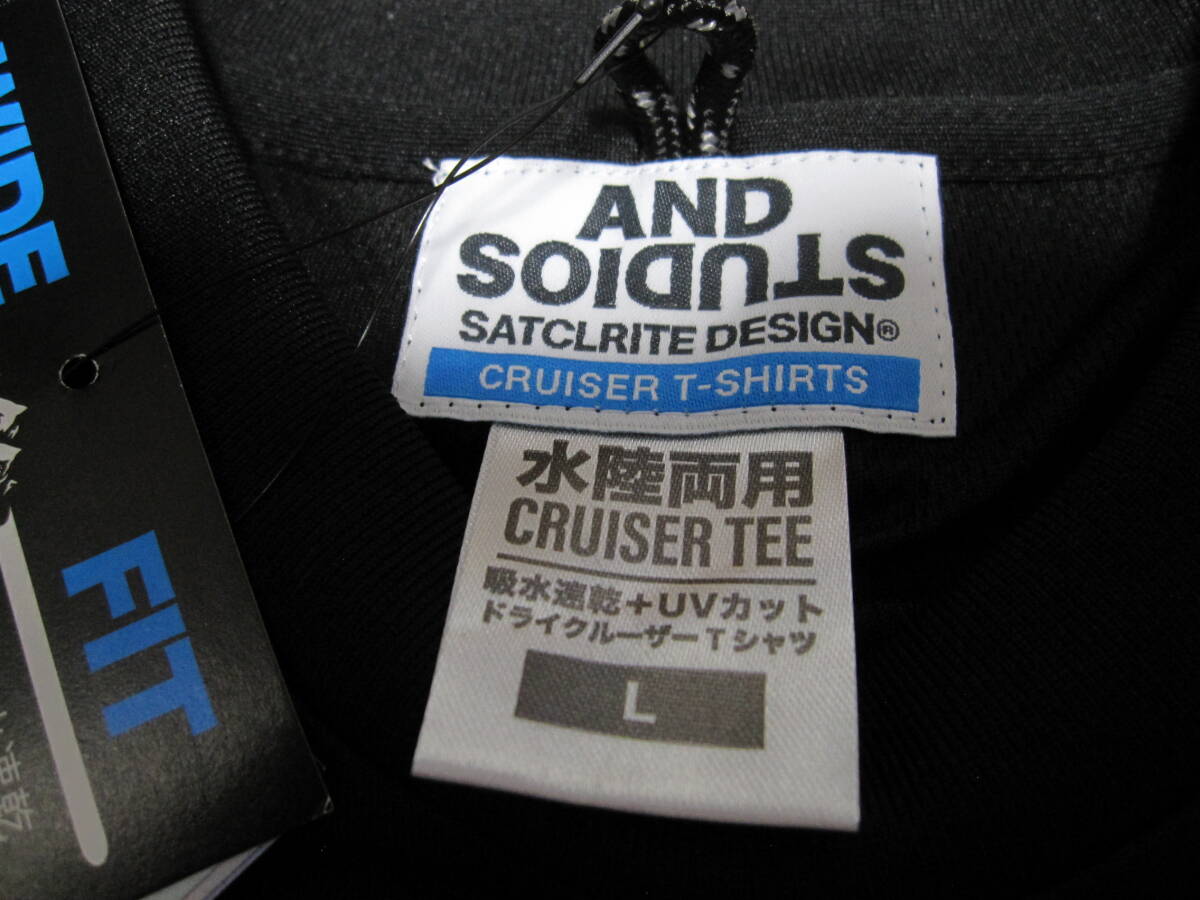 AND
STUDIOS
SATCLRITE DESIGN®
CRUISER T-SHIRTS
水陸両用
CRUISER TEE
吸水速乾+UVカット
ドライクルーザーTシャツ
L
WIDE
FIT